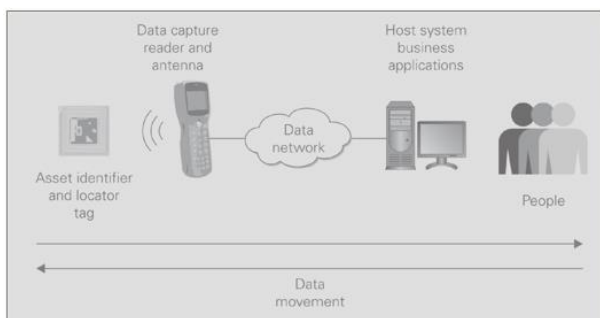 Data capture
reader and
antenna
Host system
business
applications
Data
network
Asset identifier
and locator
tag
People
Data
movement